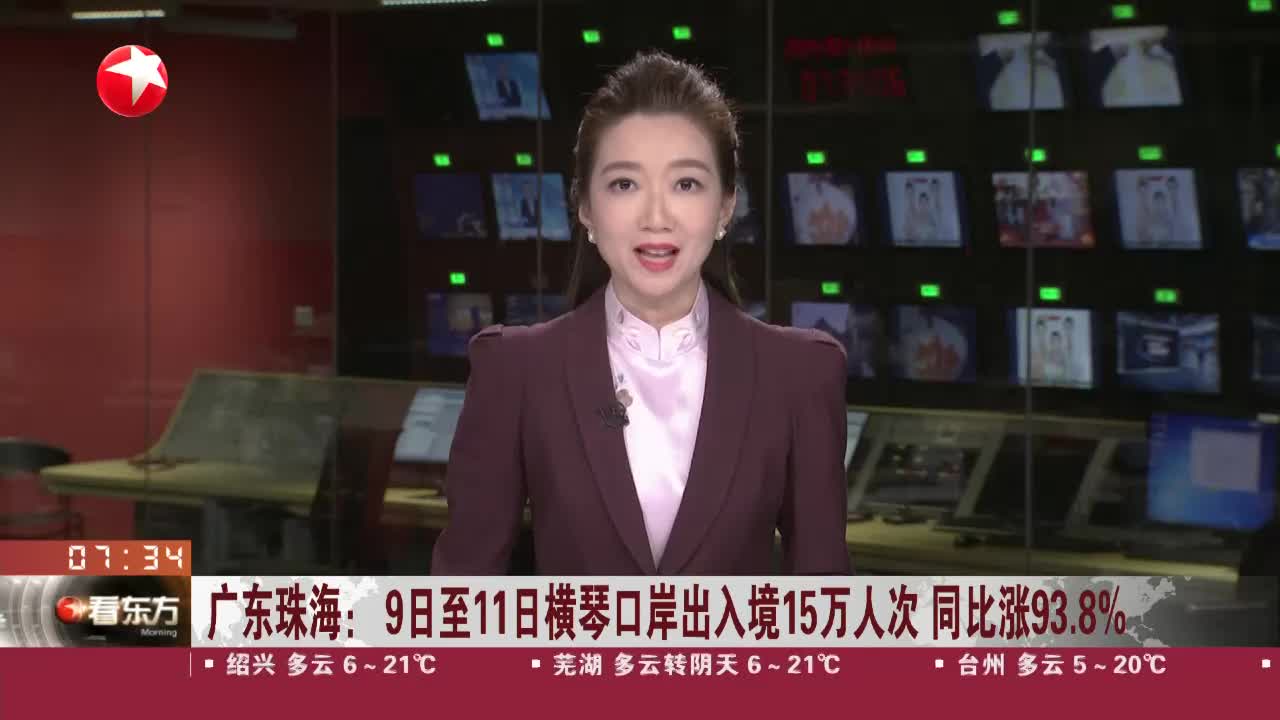 07:34
看东方
Morning
广东珠海：9日至11日横琴口岸出入境15万人次 同比涨93.8%
▪ 绍兴 多云 6～21℃ ▪ 芜湖 多云转阴天 6～21℃ ▪ 台州 多云 5～20℃